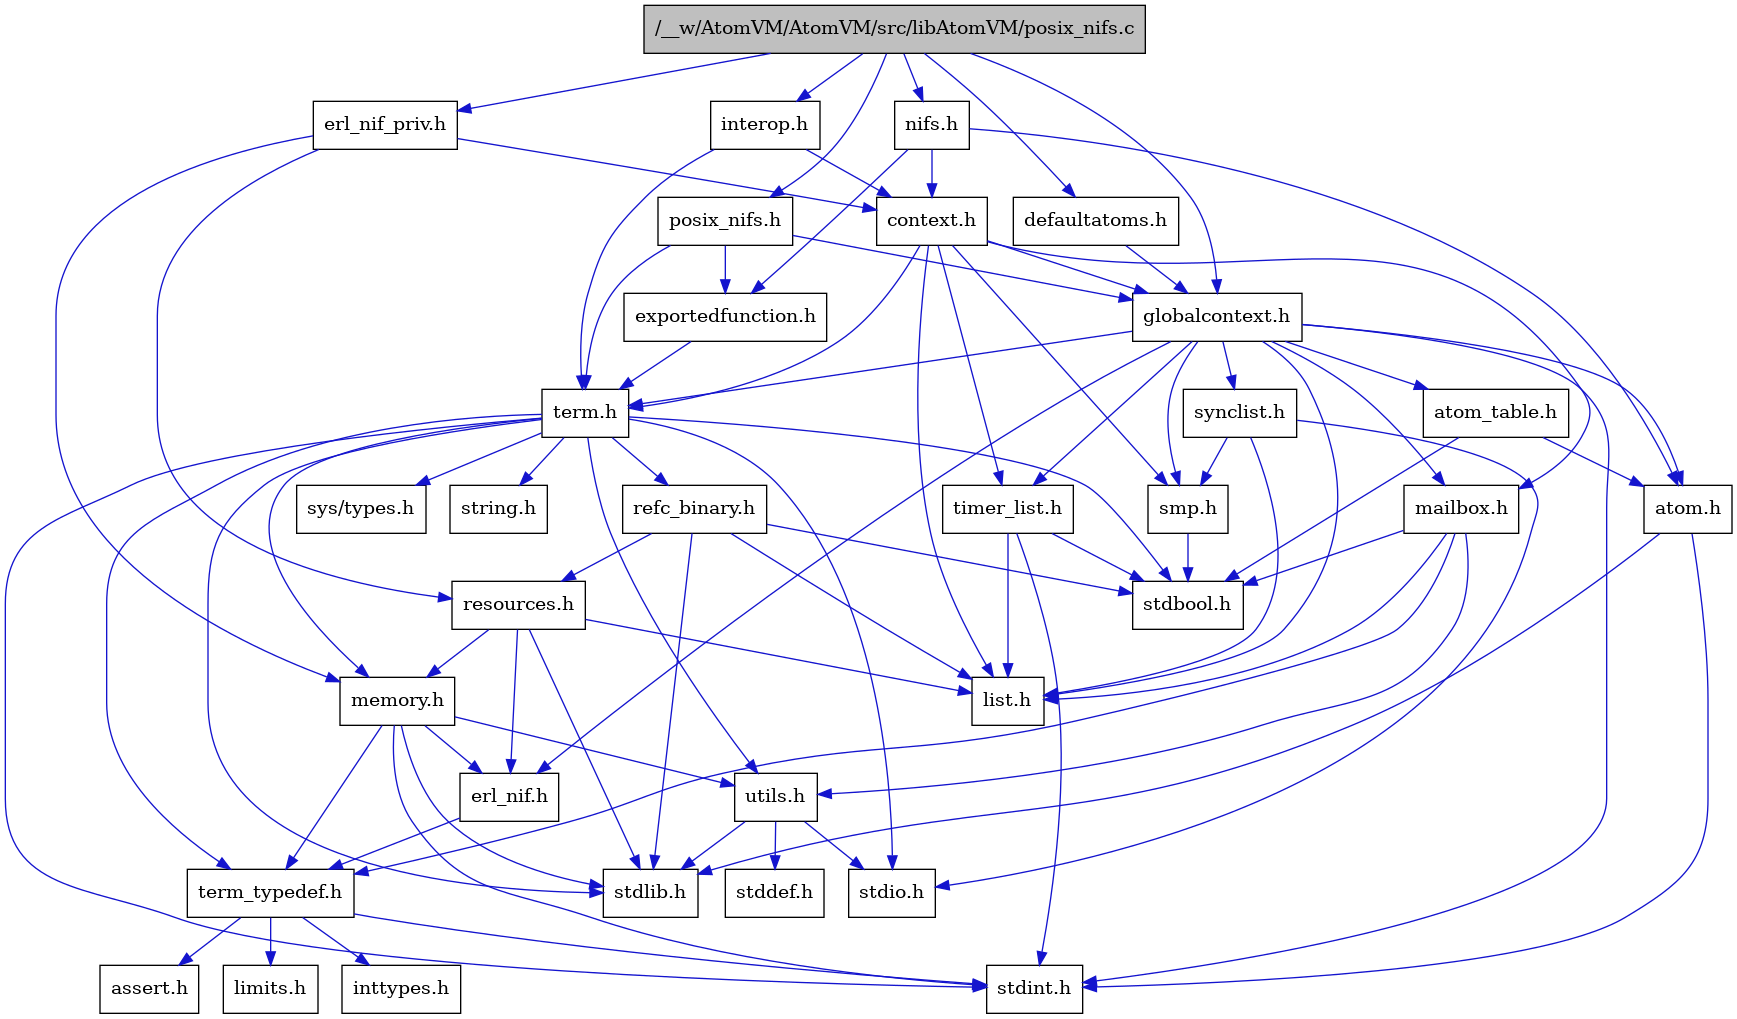 /__w/AtomVM/AtomVM/src/libAtomVM/posix_nifs.c
erl_nif_priv.h
interop.h
nifs.h
posix_nifs.h
context.h
defaultatoms.h
exportedfunction.h
globalcontext.h
term.h
synclist.h
atom_table.h
sys/types.h
string.h
refc_binary.h
timer_list.h
smp.h
mailbox.h
atom.h
resources.h
stdbool.h
memory.h
list.h
erl_nif.h
utils.h
term_typedef.h
stdlib.h
stddef.h
stdio.h
assert.h
limits.h
inttypes.h
stdint.h